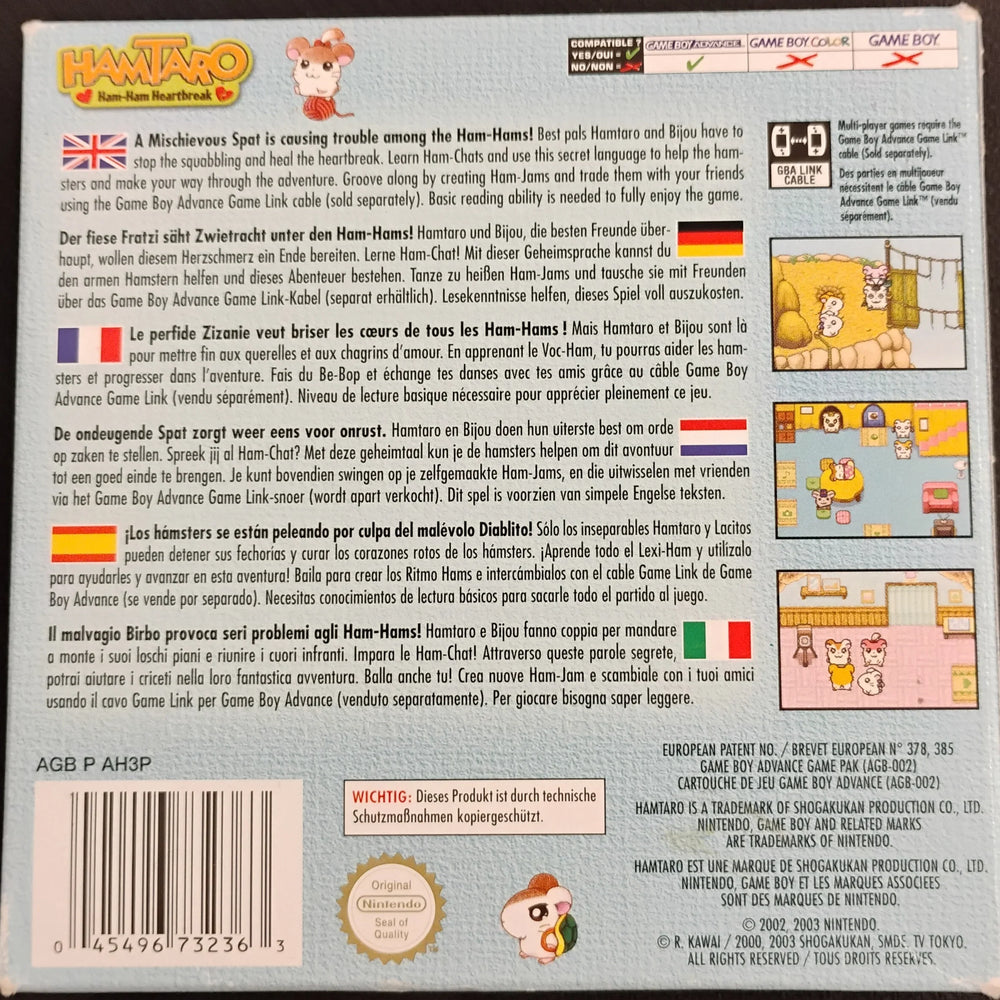 HAMTARO
Ham-Ham Heartbreak
COMPATIBLE ?
YES/OUI = ✓
NO/NON = ✗
GAME BOY ADVANCE
GAME BOY COLOR
GAME BOY
A Mischievous Spat is causing trouble among the Ham-Hams! Best pals Hamtaro and Bijou have to
stop the squabbling and heal the heartbreak. Learn Ham-Chats and use this secret language to help the ham-
sters and make your way through the adventure. Groove along by creating Ham-Jams and trade them with your friends
using the Game Boy Advance Game Link cable (sold separately). Basic reading ability is needed to fully enjoy the game.
GBA LINK
CABLE
Multi-player games require the
Game Boy Advance Game Link™
cable (Sold separately).
Des parties en multijoueur
nécessitent le câble Game Boy
Advance Game Link™ (vendu
séparément).
Der fiese Fratzi säht Zwietracht unter den Ham-Hams! Hamtaro und Bijou, die besten Freunde über-
haupt, wollen diesem Herzschmerz ein Ende bereiten. Lerne Ham-Chat! Mit dieser Geheimsprache kannst du
den armen Hamstern helfen und dieses Abenteuer bestehen. Tanze zu heißen Ham-Jams und tausche sie mit Freunden
über das Game Boy Advance Game Link-Kabel (separat erhältlich). Lesekenntnisse helfen, dieses Spiel voll auszukosten.
Le perfide Zizanie veut briser les cœurs de tous les Ham-Hams ! Mais Hamtaro et Bijou sont là
pour mettre fin aux querelles et aux chagrins d'amour. En apprenant le Voc-Ham, tu pourras aider les ham-
sters et progresser dans l'aventure. Fais du Be-Bop et échange tes danses avec tes amis grâce au câble Game Boy
Advance Game Link (vendu séparément). Niveau de lecture basique nécessaire pour apprécier pleinement ce jeu.
De ondeugende Spat zorgt weer eens voor onrust. Hamtaro en Bijou doen hun uiterste best om orde
op zaken te stellen. Spreek jij al Ham-Chat? Met deze geheimtaal kun je de hamsters helpen om dit avontuur
tot een goed einde te brengen. Je kunt bovendien swingen op je zelfgemaakte Ham-Jams, en die uitwisselen met vrienden
via het Game Boy Advance Game Link-snoer (wordt apart verkocht). Dit spel is voorzien van simpele Engelse teksten.
¡Los hámsters se están peleando por culpa del malévolo Diablito! Sólo los inseparables Hamtaro y Lacitos
pueden detener sus fechorías y curar los corazones rotos de los hámsters. ¡Aprende todo el Lexi-Ham y utilízalo
para ayudarles y avanzar en esta aventura! Baila para crear los Ritmo Hams e intercámbialos con el cable Game Link de Game
Boy Advance (se vende por separado). Necesitas conocimientos de lectura básicos para sacarle todo el partido al juego.
Il malvagio Birbo provoca seri problemi agli Ham-Hams! Hamtaro e Bijou fanno coppia per mandare
a monte i suoi loschi piani e riunire i cuori infranti. Impara le Ham-Chat! Attraverso queste parole segrete,
potrai aiutare i criceti nella loro fantastica avventura. Balla anche tu! Crea nuove Ham-Jam e scambiale con i tuoi amici
usando il cavo Game Link per Game Boy Advance (venduto separatamente). Per giocare bisogna saper leggere.
AGB P AH3P
0 45496 73236 3
WICHTIG: Dieses Produkt ist durch technische
Schutzmaßnahmen kopiergeschützt.
Original
Nintendo
Seal of
Quality
EUROPEAN PATENT NO. / BREVET EUROPEAN N° 378, 385
GAME BOY ADVANCE GAME PAK (AGB-002)
CARTOUCHE DE JEU GAME BOY ADVANCE (AGB-002)
HAMTARO IS A TRADEMARK OF SHOGAKUKAN PRODUCTION CO., LTD.
NINTENDO, GAME BOY AND RELATED MARKS
ARE TRADEMARKS OF NINTENDO.
HAMTARO EST UNE MARQUE DE SHOGAKUKAN PRODUCTION CO., LTD.
NINTENDO, GAME BOY ET LES MARQUES ASSOCIEES
SONT DES MARQUES DE NINTENDO.
© 2002, 2003 NINTENDO.
© R. KAWAI / 2000, 2003 SHOGAKUKAN, SMDE, TV TOKYO.
ALL RIGHTS RESERVED / TOUS DROITS RESERVÉS.